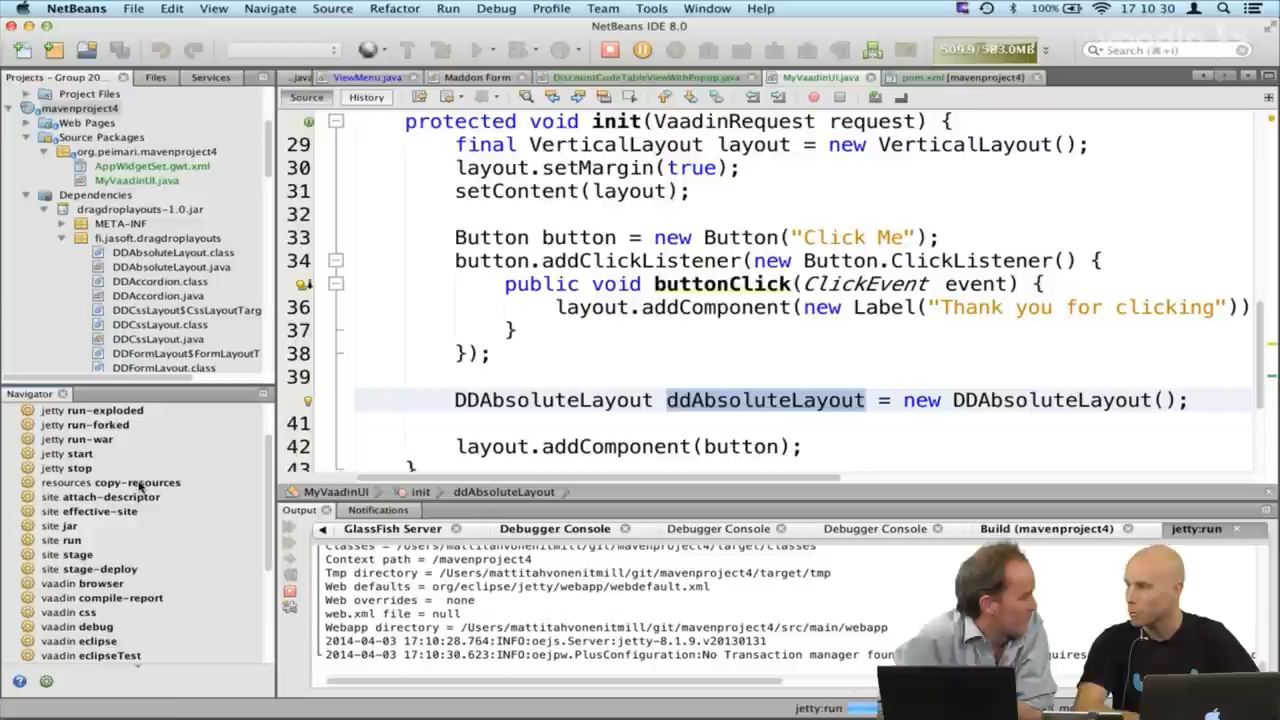 NetBeans File Edit View Navigate Source Refactor Run Debug Profile Team Tools Window Help 100% 17 10 30
NetBeans IDE 8.0
509.9/583.0MB Search (⌘+I)
Projects - Group 20... Files Services ...java ViewMenu.java Maddon Form DiscountCodeTableViewWithPopup.java MyVaadinUI.java pom.xml [mavenproject4]
Source History
Project Files
mavenproject4
Web Pages
Source Packages
org.peimari.mavenproject4
AppWidgetSet.gwt.xml
MyVaadinUI.java
Dependencies
dragdroplayouts-1.0.jar
META-INF
fi.jasoft.dragdroplayouts
DDAbsoluteLayout.class
DDAbsoluteLayout.java
DDAccordion.class
DDAccordion.java
DDCssLayout$CssLayoutTarg
DDCssLayout.class
DDCssLayout.java
DDFormLayout$FormLayoutT
DDFormLayout.class
protected void init(VaadinRequest request) {
29 final VerticalLayout layout = new VerticalLayout();
30 layout.setMargin(true);
31 setContent(layout);
32
33 Button button = new Button("Click Me");
34 button.addClickListener(new Button.ClickListener() {
public void buttonClick(ClickEvent event) {
36 layout.addComponent(new Label("Thank you for clicking"))
37 }
38 });
39
DDAbsoluteLayout ddAbsoluteLayout = new DDAbsoluteLayout();
41
42 layout.addComponent(button);
43 }
MyVaadinUI init ddAbsoluteLayout
Navigator
jetty run-exploded
jetty run-forked
jetty run-war
jetty start
jetty stop
resources copy-resources
site attach-descriptor
site effective-site
site jar
site run
site stage
site stage-deploy
vaadin browser
vaadin compile-report
vaadin css
vaadin debug
vaadin eclipse
vaadin eclipseTest
Output Notifications
GlassFish Server Debugger Console Debugger Console Debugger Console Build (mavenproject4) jetty:run
Classes = /Users/mattitahvonenitmill/git/mavenproject4/target/classes
Context path = /mavenproject4
Tmp directory = /Users/mattitahvonenitmill/git/mavenproject4/target/tmp
Web defaults = org/eclipse/jetty/webapp/webdefault.xml
Web overrides = none
web.xml file = null
Webapp directory = /Users/mattitahvonenitmill/git/mavenproject4/src/main/webapp
2014-04-03 17:10:28.764:INFO:oejs.Server:jetty-8.1.9.v20130131
2014-04-03 17:10:30.623:INFO:oejpw.PlusConfiguration:No Transaction manager foun
jetty:run